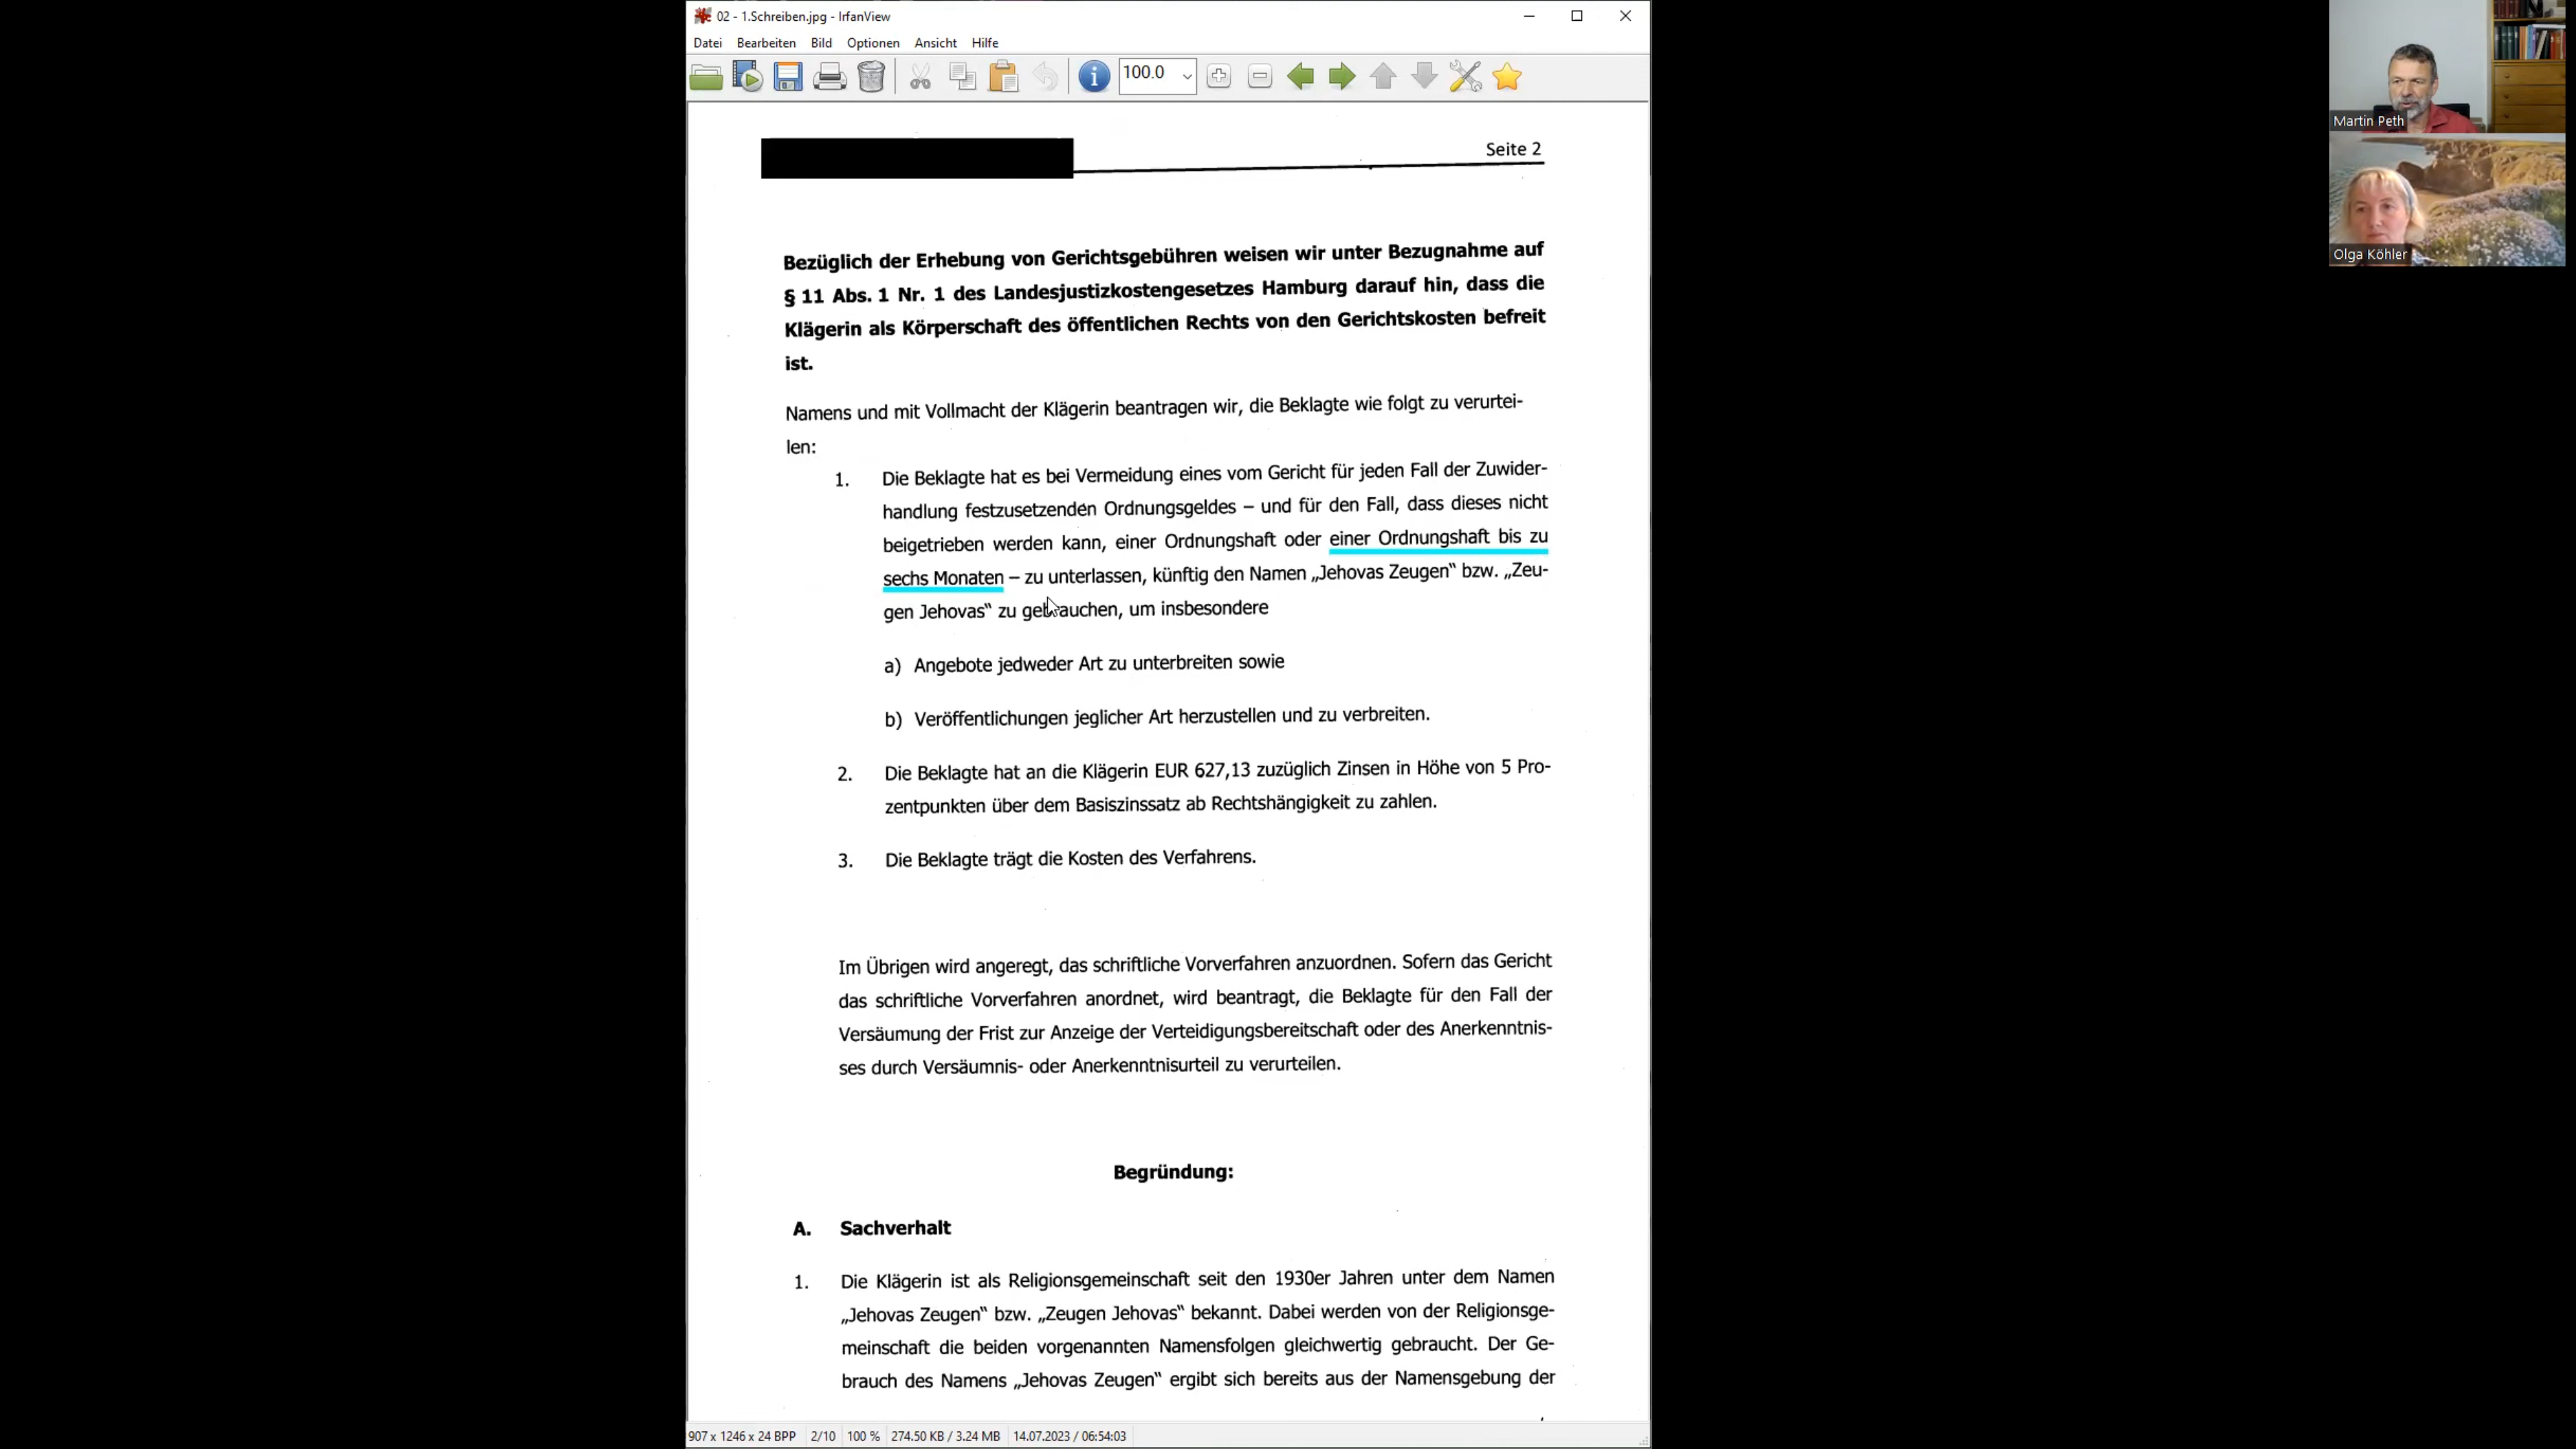 02 - 1.Schreiben.jpg - IrfanView
Datei Bearbeiten Bild Optionen Ansicht Hilfe
100.0
Seite 2
Bezüglich der Erhebung von Gerichtsgebühren weisen wir unter Bezugnahme auf
§ 11 Abs. 1 Nr. 1 des Landesjustizkostengesetzes Hamburg darauf hin, dass die
Klägerin als Körperschaft des öffentlichen Rechts von den Gerichtskosten befreit
ist.
Namens und mit Vollmacht der Klägerin beantragen wir, die Beklagte wie folgt zu verurtei-
len:
1. Die Beklagte hat es bei Vermeidung eines vom Gericht für jeden Fall der Zuwider-
handlung festzusetzenden Ordnungsgeldes – und für den Fall, dass dieses nicht
beigetrieben werden kann, einer Ordnungshaft oder einer Ordnungshaft bis zu
sechs Monaten – zu unterlassen, künftig den Namen „Jehovas Zeugen“ bzw. „Zeu-
gen Jehovas“ zu gebrauchen, um insbesondere
a) Angebote jedweder Art zu unterbreiten sowie
b) Veröffentlichungen jeglicher Art herzustellen und zu verbreiten.
2. Die Beklagte hat an die Klägerin EUR 627,13 zuzüglich Zinsen in Höhe von 5 Pro-
zentpunkten über dem Basiszinssatz ab Rechtshängigkeit zu zahlen.
3. Die Beklagte trägt die Kosten des Verfahrens.
Im Übrigen wird angeregt, das schriftliche Vorverfahren anzuordnen. Sofern das Gericht
das schriftliche Vorverfahren anordnet, wird beantragt, die Beklagte für den Fall der
Versäumung der Frist zur Anzeige der Verteidigungsbereitschaft oder des Anerkenntnis-
ses durch Versäumnis- oder Anerkenntnisurteil zu verurteilen.
Begründung:
A. Sachverhalt
1. Die Klägerin ist als Religionsgemeinschaft seit den 1930er Jahren unter dem Namen
„Jehovas Zeugen“ bzw. „Zeugen Jehovas“ bekannt. Dabei werden von der Religionsge-
meinschaft die beiden vorgenannten Namensfolgen gleichwertig gebraucht. Der Ge-
brauch des Namens „Jehovas Zeugen“ ergibt sich bereits aus der Namensgebung der
907 x 1246 x 24 BPP 2/10 100 % 274.50 KB / 3.24 MB 14.07.2023 / 06:54:03
Martin Peth
Olga Köhler